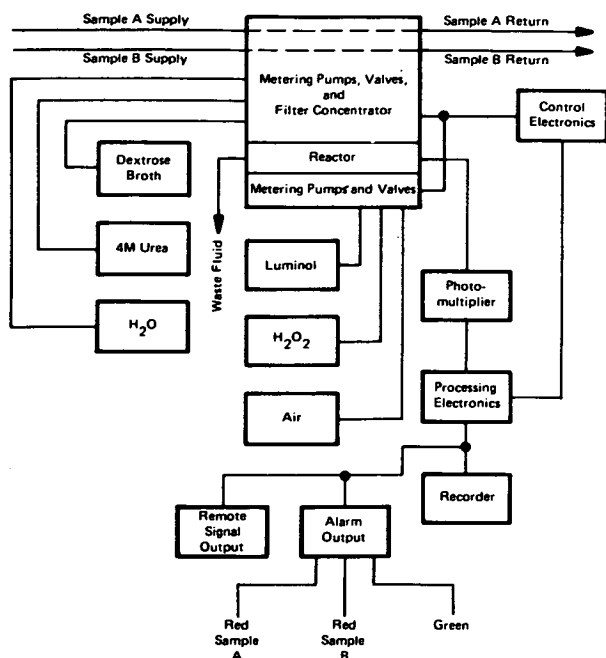 Sample A Supply
Sample A Return
Sample B Supply
Sample B Return
Metering Pumps, Valves,
and
Filter Concentrator
Control
Electronics
Reactor
Metering Pumps and Valves
Dextrose
Broth
4M Urea
H2O
Waste Fluid
Luminol
H2O2
Air
Photo-
multiplier
Processing
Electronics
Recorder
Remote
Signal
Output
Alarm
Output
Red
Sample
A
Red
Sample
B
Green